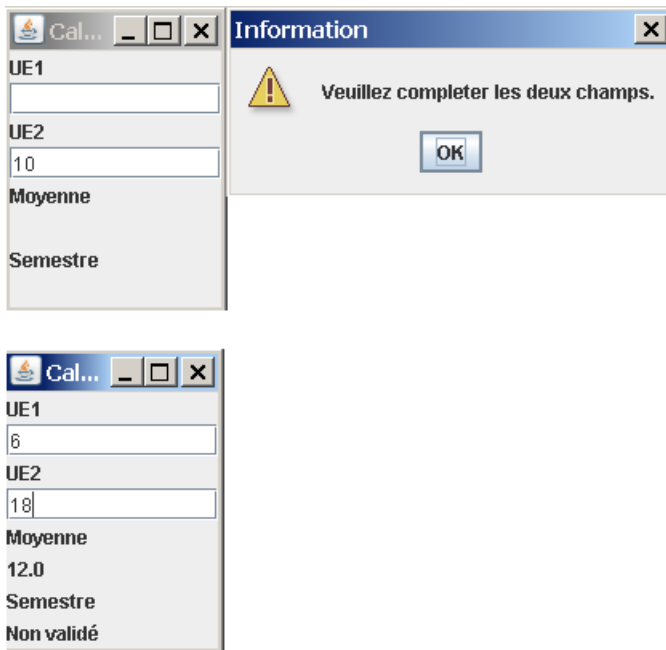 Cal...
UE1
UE2
10
Moyenne
Semestre
Information
Veuillez completer les deux champs.
OK
Cal...
UE1
6
UE2
18
Moyenne
12.0
Semestre
Non validé